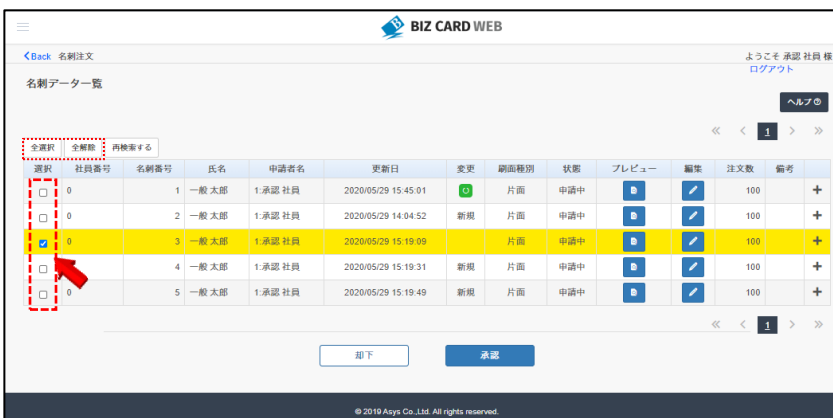 BIZ CARD WEB
Back 名刺注文
ようこそ 承認 社員 様
ログアウト
名刺データ一覧
ヘルプ
« < 1 > »
全選択 全解除 再検索する
選択 社員番号 名刺番号 氏名 申請者名 更新日 変更 刷面種別 状態 プレビュー 編集 注文数 備考
0 1 一般 太郎 1:承認 社員 2020/05/29 15:45:01 片面 申請中 100 +
0 2 一般 太郎 1:承認 社員 2020/05/29 14:04:52 新規 片面 申請中 100 +
0 3 一般 太郎 1:承認 社員 2020/05/29 15:19:09 片面 申請中 100 +
0 4 一般 太郎 1:承認 社員 2020/05/29 15:19:31 新規 片面 申請中 100 +
0 5 一般 太郎 1:承認 社員 2020/05/29 15:19:49 新規 片面 申請中 100 +
« < 1 > »
却下 承認
© 2019 Asys Co.,Ltd. All rights reserved.